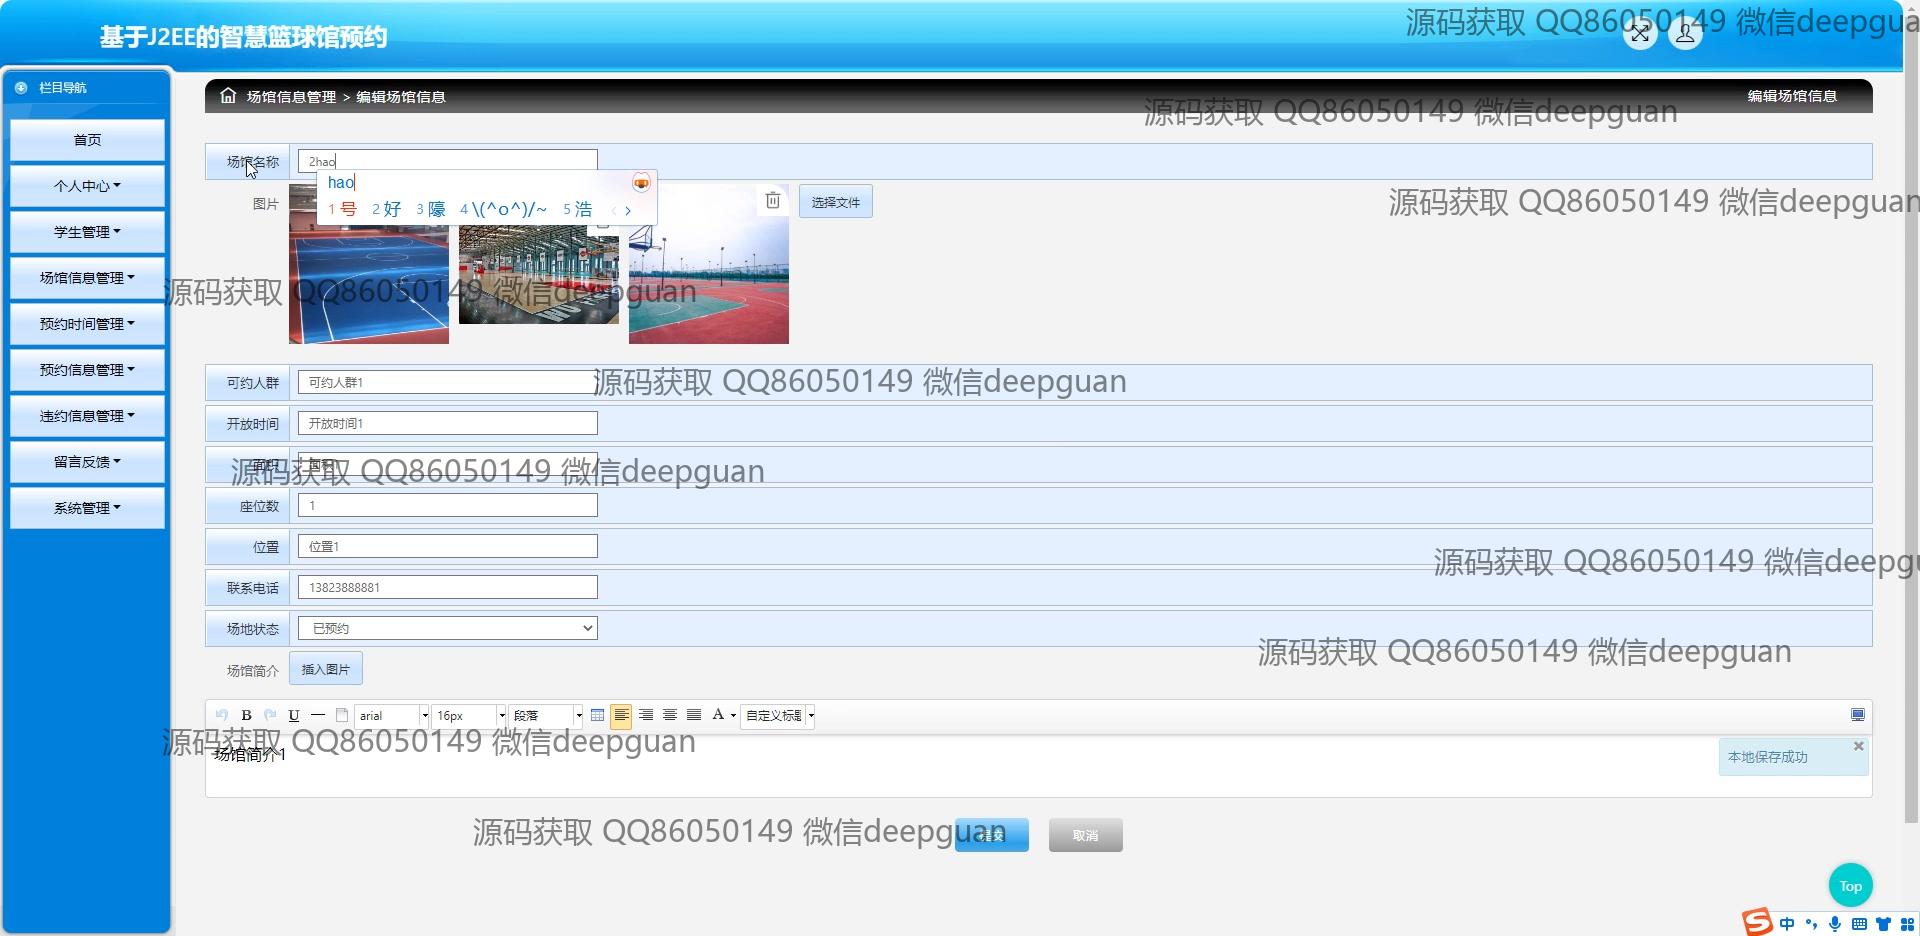 基于J2EE的智慧篮球馆预约
源码获取 QQ86050149 微信deepgua
栏目导航
场馆信息管理 > 编辑场馆信息
编辑场馆信息
源码获取 QQ86050149 微信deepguan
首页
场馆名称
2hao
hao
1 号 2 好 3 嚎 4 \(^o^)/~ 5 浩
图片
选择文件
源码获取 QQ86050149 微信deepguan
个人中心
学生管理
场馆信息管理
源码获取 QQ86050149 微信deepguan
预约时间管理
预约信息管理
违约信息管理
留言反馈
系统管理
可约人群
可约人群1
源码获取 QQ86050149 微信deepguan
开放时间
开放时间1
面积
源码获取 QQ86050149 微信deepguan
座位数
1
位置
位置1
源码获取 QQ86050149 微信deepgu
联系电话
13823888881
场地状态
已预约
源码获取 QQ86050149 微信deepguan
场馆简介
插入图片
B U arial 16px 段落 A 自定义标题
源码获取 QQ86050149 微信deepguan
场馆简介1
本地保存成功
源码获取 QQ86050149 微信deepguan
提交
取消
Top
中